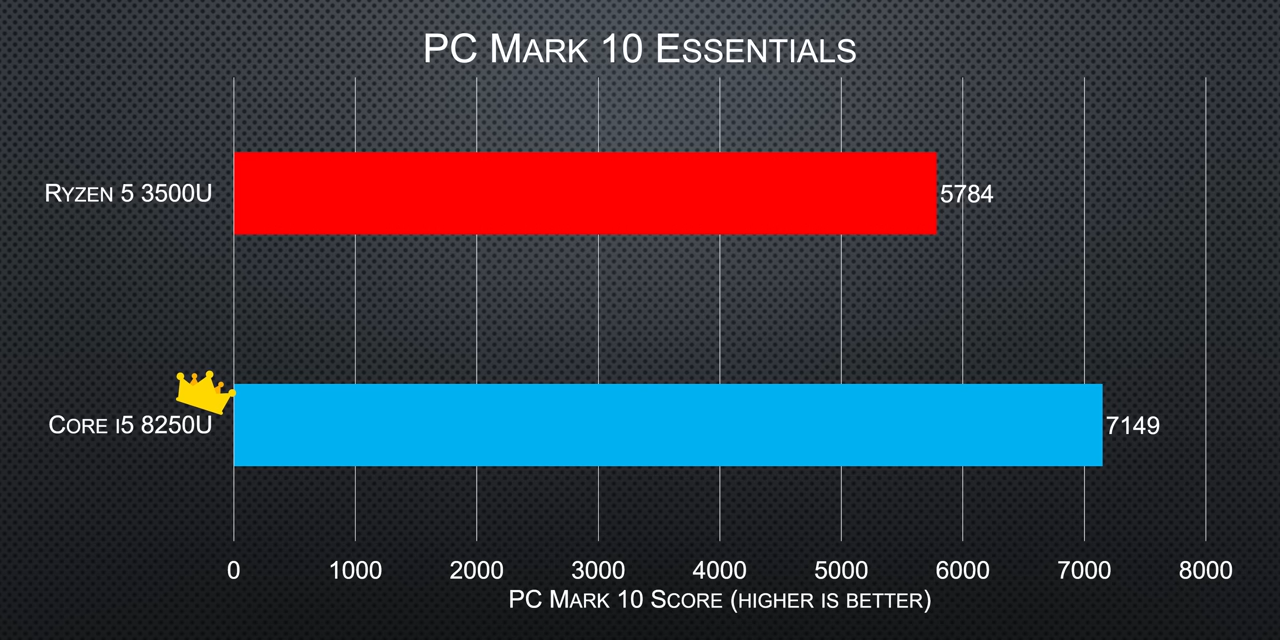 PC Mark 10 Essentials
Ryzen 5 3500U
5784
Core i5 8250U
7149
0 1000 2000 3000 4000 5000 6000 7000 8000
PC Mark 10 Score (higher is better)